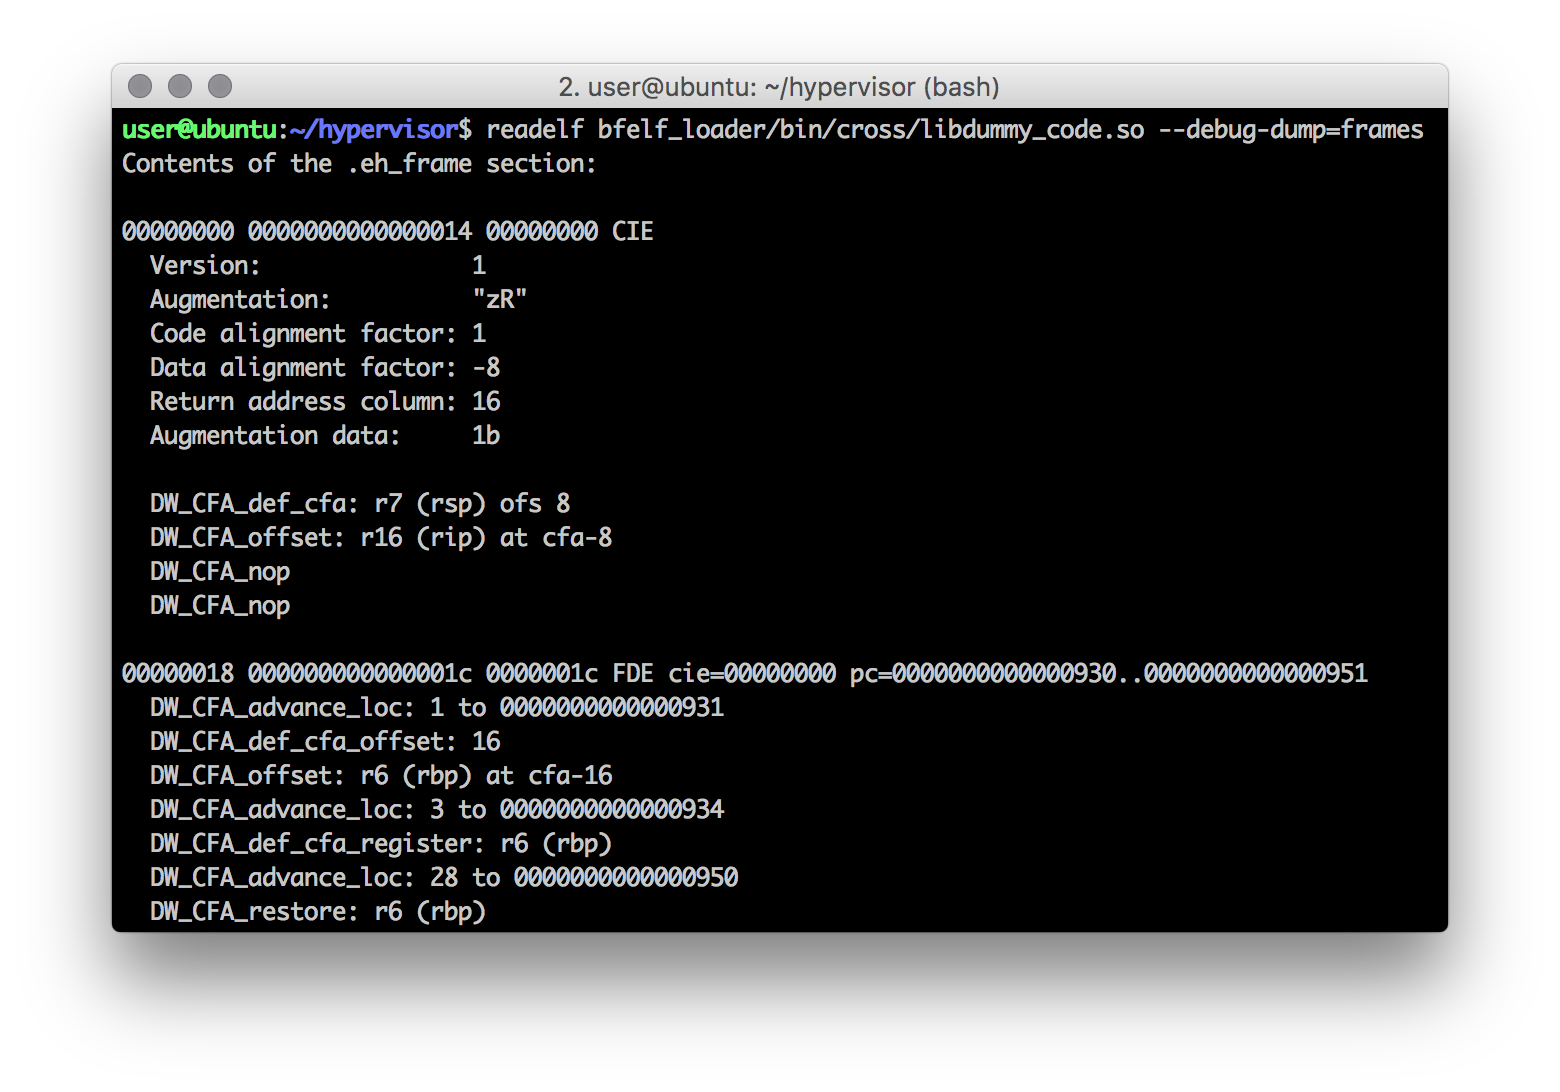 2. user@ubuntu: ~/hypervisor (bash)
user@ubuntu:~/hypervisor$ readelf bfelf_loader/bin/cross/libdummy_code.so --debug-dump=frames
Contents of the .eh_frame section:
00000000 0000000000000014 00000000 CIE
Version: 1
Augmentation: "zR"
Code alignment factor: 1
Data alignment factor: -8
Return address column: 16
Augmentation data: 1b
DW_CFA_def_cfa: r7 (rsp) ofs 8
DW_CFA_offset: r16 (rip) at cfa-8
DW_CFA_nop
DW_CFA_nop
00000018 000000000000001c 0000001c FDE cie=00000000 pc=0000000000000930..0000000000000951
DW_CFA_advance_loc: 1 to 0000000000000931
DW_CFA_def_cfa_offset: 16
DW_CFA_offset: r6 (rbp) at cfa-16
DW_CFA_advance_loc: 3 to 0000000000000934
DW_CFA_def_cfa_register: r6 (rbp)
DW_CFA_advance_loc: 28 to 0000000000000950
DW_CFA_restore: r6 (rbp)